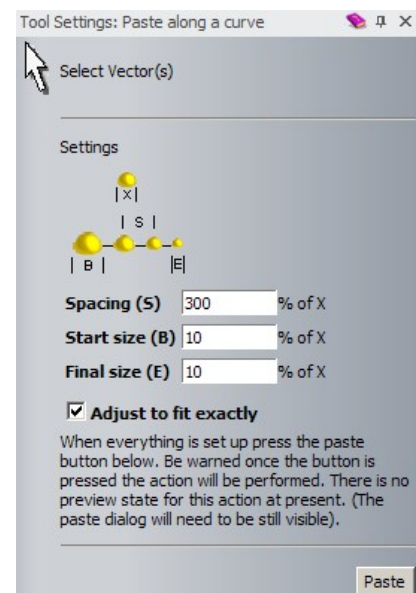 Tool Settings: Paste along a curve
Select Vector(s)
Settings
|X|
| S |
| B | |E|
Spacing (S) 300 % of X
Start size (B) 10 % of X
Final size (E) 10 % of X
Adjust to fit exactly
When everything is set up press the paste
button below. Be warned once the button is
pressed the action will be performed. There is no
preview state for this action at present. (The
paste dialog will need to be still visible).
Paste